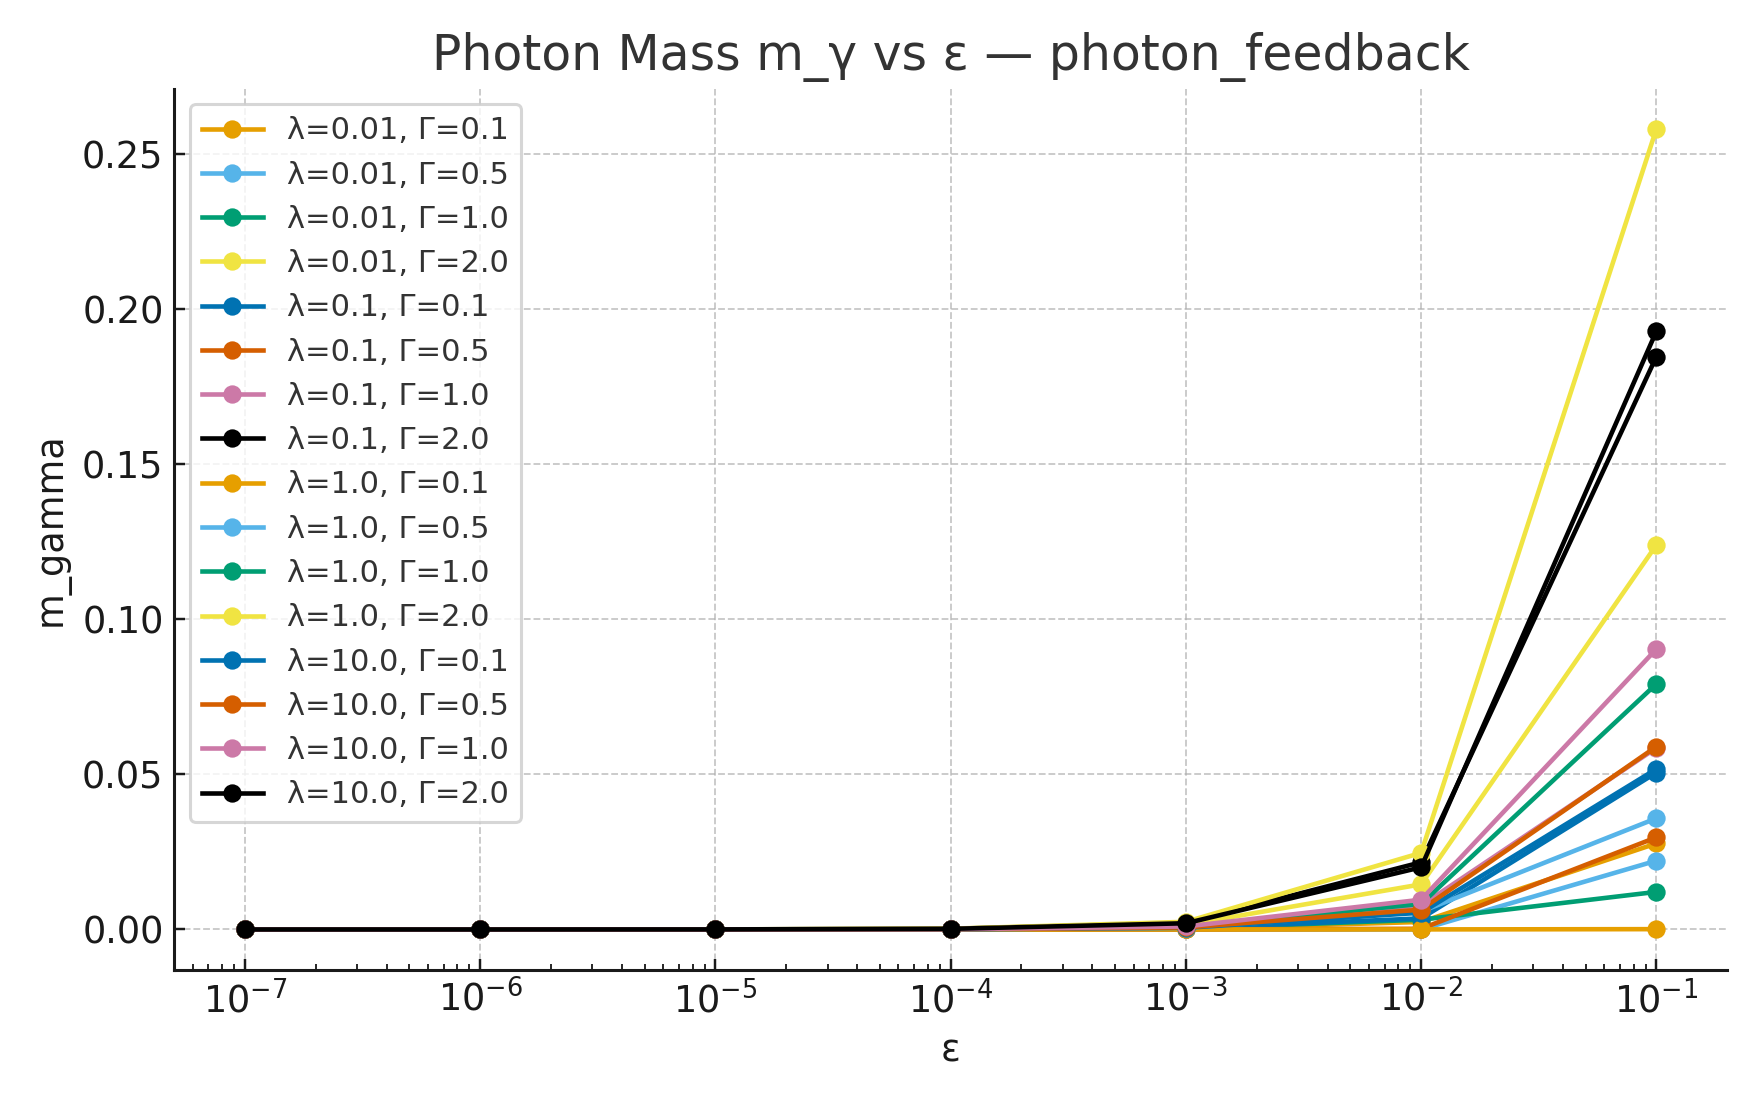 Photon Mass m_γ vs ε — photon_feedback
λ=0.01, Γ=0.1
λ=0.01, Γ=0.5
λ=0.01, Γ=1.0
λ=0.01, Γ=2.0
λ=0.1, Γ=0.1
λ=0.1, Γ=0.5
λ=0.1, Γ=1.0
λ=0.1, Γ=2.0
λ=1.0, Γ=0.1
λ=1.0, Γ=0.5
λ=1.0, Γ=1.0
λ=1.0, Γ=2.0
λ=10.0, Γ=0.1
λ=10.0, Γ=0.5
λ=10.0, Γ=1.0
λ=10.0, Γ=2.0
m_gamma
0.25
0.20
0.15
0.10
0.05
0.00
10⁻⁷ 10⁻⁶ 10⁻⁵ 10⁻⁴ 10⁻³ 10⁻² 10⁻¹
ε